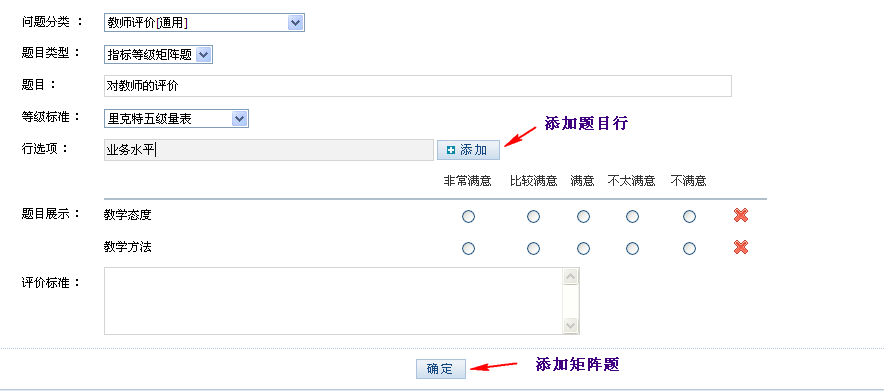 问题分类： 教师评价[通用]
题目类型： 指标等级矩阵题
题目： 对教师的评价
等级标准： 里克特五级量表
添加题目行
行选项： 业务水平 添加
非常满意 比较满意 满意 不太满意 不满意
题目展示： 教学态度
教学方法
评价标准：
确定 添加矩阵题